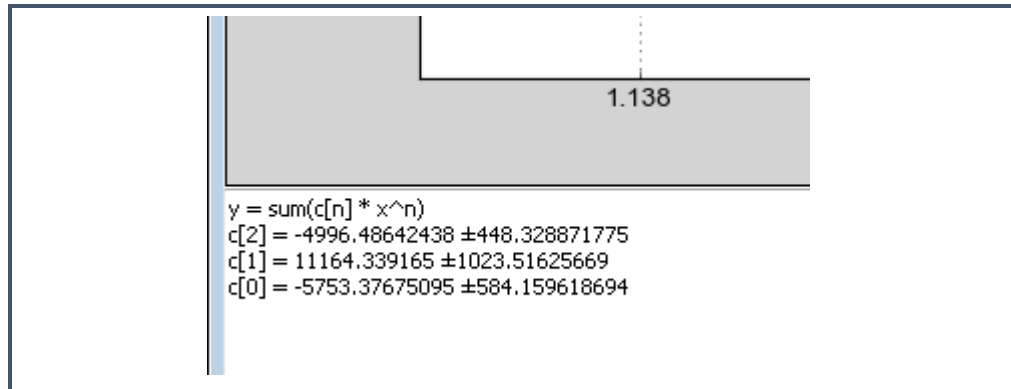 1.138
y = sum(c[n] * x^n)
c[2] = -4996.48642438 ±448.328871775
c[1] = 11164.339165 ±1023.51625669
c[0] = -5753.37675095 ±584.159618694